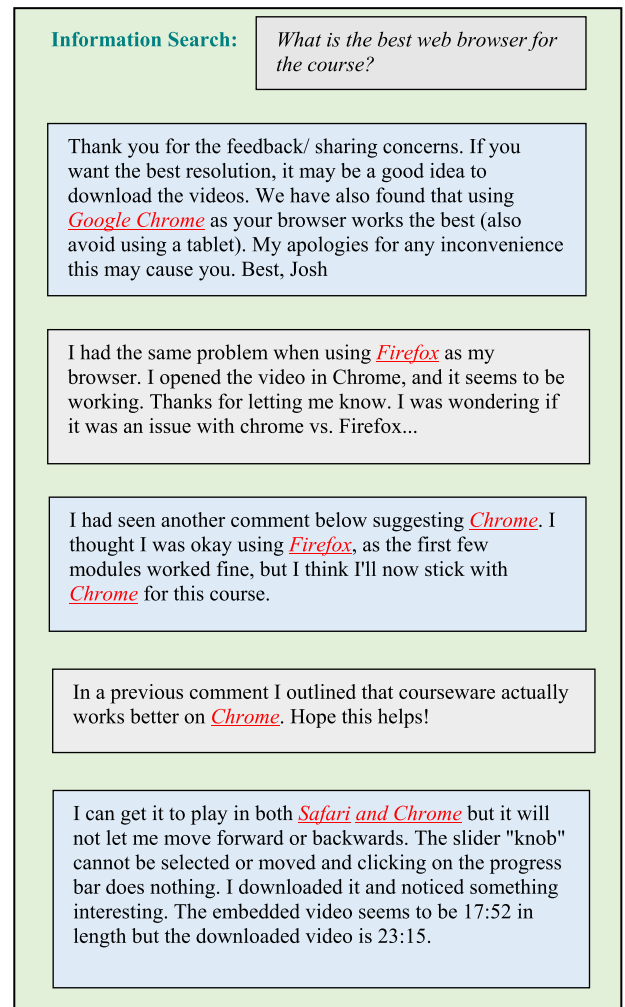 Information Search:
What is the best web browser for
the course?
Thank you for the feedback/ sharing concerns. If you
want the best resolution, it may be a good idea to
download the videos. We have also found that using
Google Chrome as your browser works the best (also
avoid using a tablet). My apologies for any inconvenience
this may cause you. Best, Josh
I had the same problem when using Firefox as my
browser. I opened the video in Chrome, and it seems to be
working. Thanks for letting me know. I was wondering if
it was an issue with chrome vs. Firefox...
I had seen another comment below suggesting Chrome. I
thought I was okay using Firefox, as the first few
modules worked fine, but I think I'll now stick with
Chrome for this course.
In a previous comment I outlined that courseware actually
works better on Chrome. Hope this helps!
I can get it to play in both Safari and Chrome but it will
not let me move forward or backwards. The slider "knob"
cannot be selected or moved and clicking on the progress
bar does nothing. I downloaded it and noticed something
interesting. The embedded video seems to be 17:52 in
length but the downloaded video is 23:15.